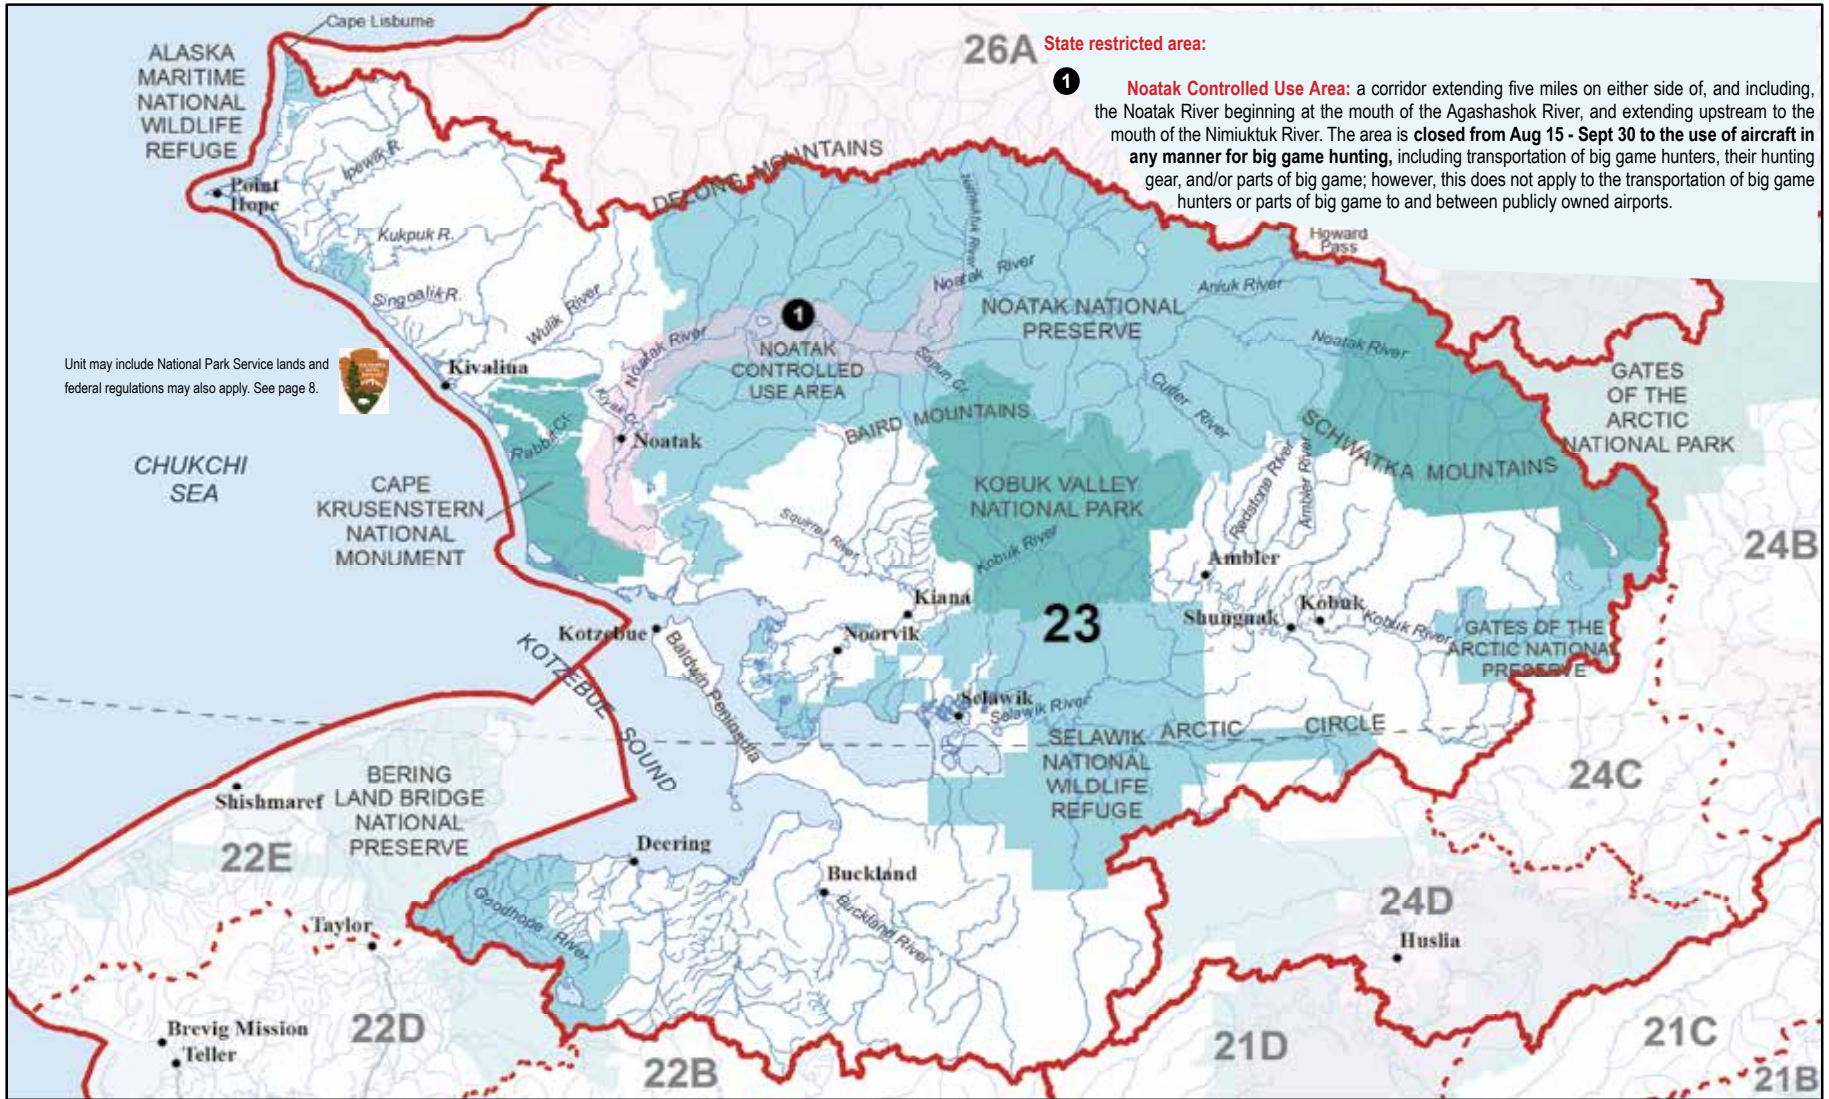 Cape Lisburne
ALASKA
MARITIME
NATIONAL
WILDLIFE
REFUGE
26A
State restricted area:
1
Noatak Controlled Use Area: a corridor extending five miles on either side of, and including,
the Noatak River beginning at the mouth of the Agashashok River, and extending upstream to the
mouth of the Nimiuktuk River. The area is closed from Aug 15 - Sept 30 to the use of aircraft in
any manner for big game hunting, including transportation of big game hunters, their hunting
gear, and/or parts of big game; however, this does not apply to the transportation of big game
hunters or parts of big game to and between publicly owned airports.
Ipewik R.
DELONG MOUNTAINS
Point
Hope
Nimiuktuk River
Kukpuk R.
Howard
Pass
Singoalik R.
Wulik River
Noatak River
Aniuk River
NOATAK NATIONAL
PRESERVE
1
Noatak River
NOATAK
CONTROLLED
USE AREA
Noatak River
Sapun Cr.
Unit may include National Park Service lands and
federal regulations may also apply. See page 8.
Kivalina
Cutler River
GATES
OF THE
ARCTIC
NATIONAL PARK
Kiyak Cr.
Rabbit Cr.
Noatak
BAIRD MOUNTAINS
SCHWATKA MOUNTAINS
CHUKCHI
SEA
CAPE
KRUSENSTERN
NATIONAL
MONUMENT
KOBUK VALLEY
NATIONAL PARK
Redstone River
Ambler River
Squirrel River
Kobuk River
24B
Ambler
Kiana
23
Kobuk
Shungnak
Kobuk River
Kotzebue
Noorvik
GATES OF THE
ARCTIC NATIONAL
PRESERVE
KOTZEBUE SOUND
Baldwin Peninsula
Selawik
Selawik River
ARCTIC CIRCLE
SELAWIK
NATIONAL
WILDLIFE
REFUGE
24C
BERING
LAND BRIDGE
NATIONAL
PRESERVE
Shishmaref
22E
Deering
Buckland
Buckland River
24D
Goodhope River
Taylor
Huslia
Brevig Mission
Teller
22D
22B
21D
21C
21B